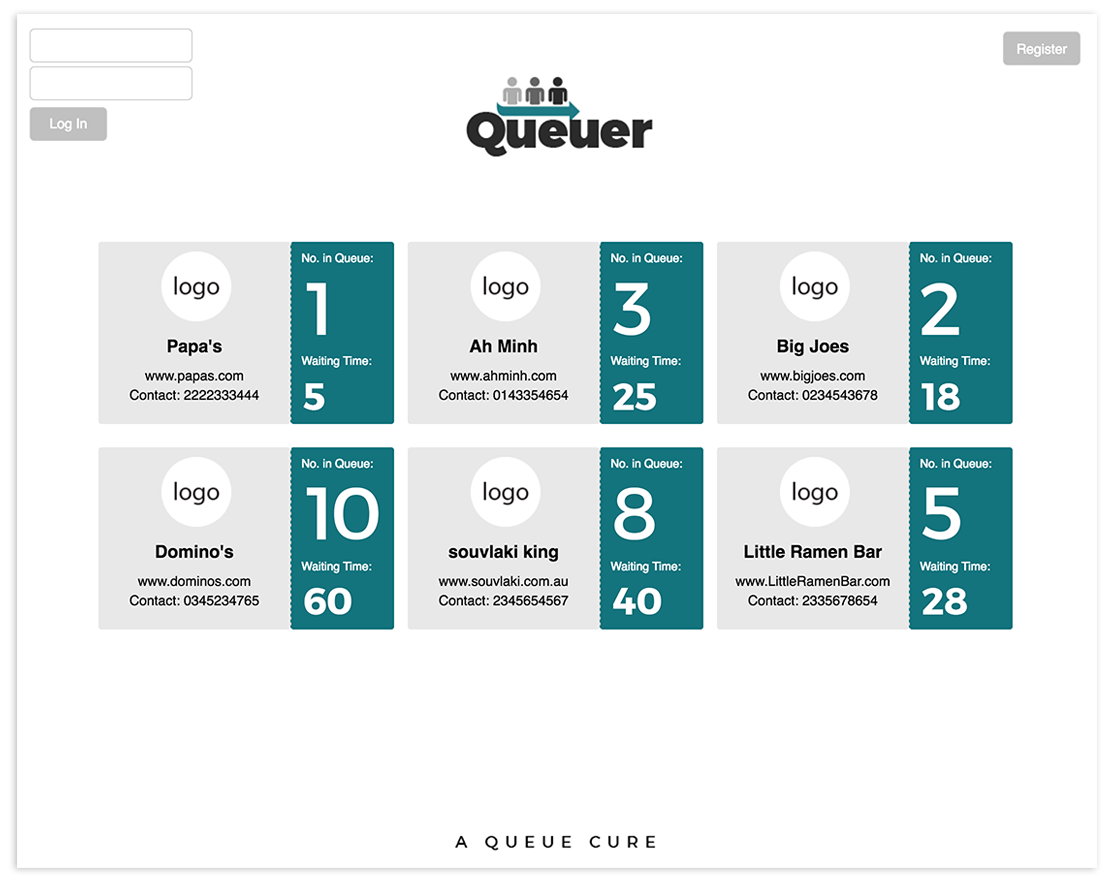 Register
Log In
Queuer
logo
Papa's
www.papas.com
Contact: 2222333444
No. in Queue:
1
Waiting Time:
5
logo
Ah Minh
www.ahminh.com
Contact: 0143354654
No. in Queue:
3
Waiting Time:
25
logo
Big Joes
www.bigjoes.com
Contact: 0234543678
No. in Queue:
2
Waiting Time:
18
logo
Domino's
www.dominos.com
Contact: 0345234765
No. in Queue:
10
Waiting Time:
60
logo
souvlaki king
www.souvlaki.com.au
Contact: 2345654567
No. in Queue:
8
Waiting Time:
40
logo
Little Ramen Bar
www.LittleRamenBar.com
Contact: 2335678654
No. in Queue:
5
Waiting Time:
28
A QUEUE CURE